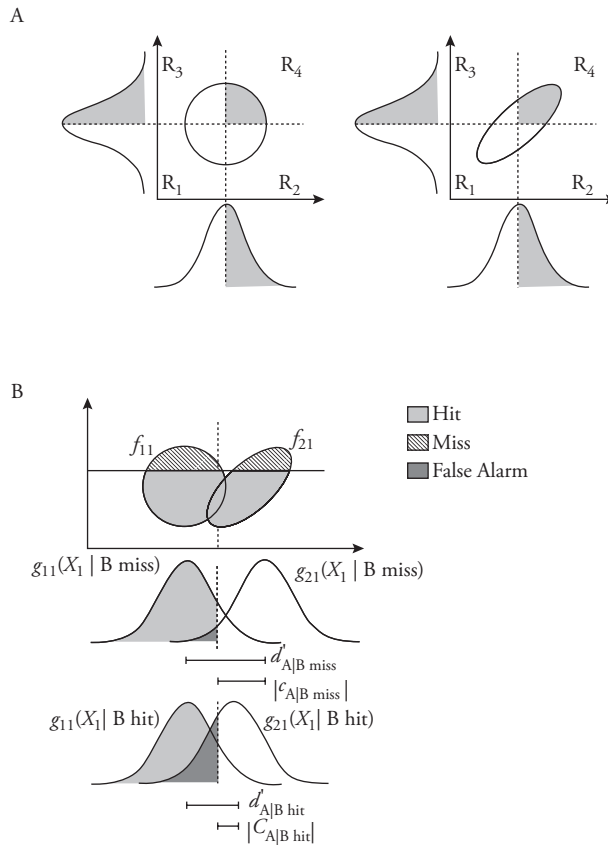 A
R3 R4
R1 R2
R3 R4
R1 R2
B
f11 f21
Hit
Miss
False Alarm
g11(X1 | B miss) g21(X1 | B miss)
d'A|B miss
|cA|B miss|
g11(X1| B hit) g21(X1| B hit)
d'A|B hit
|CA|B hit|